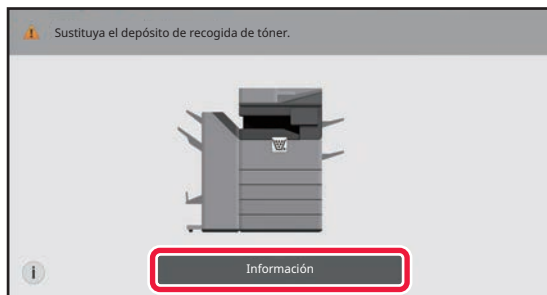 Sustituya el depósito de recogida de tóner.
i
Información